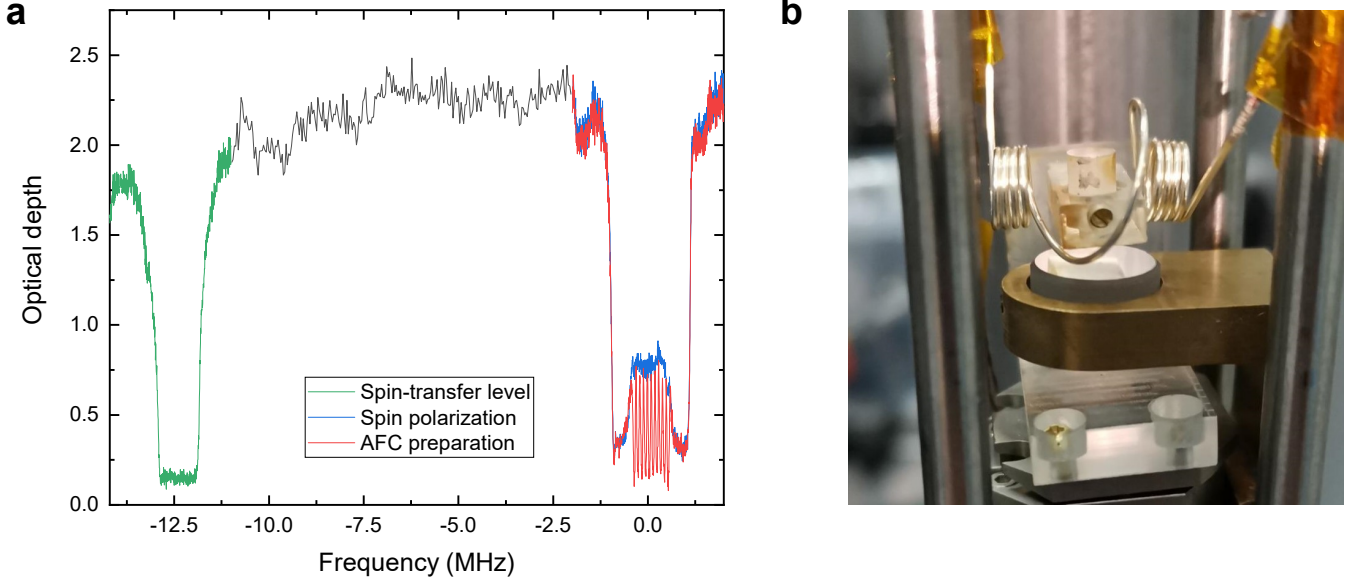 a
b
2.5
2.0
1.5
1.0
0.5
0.0
Optical depth
Spin-transfer level
Spin polarization
AFC preparation
-12.5 -10.0 -7.5 -5.0 -2.5 0.0
Frequency (MHz)